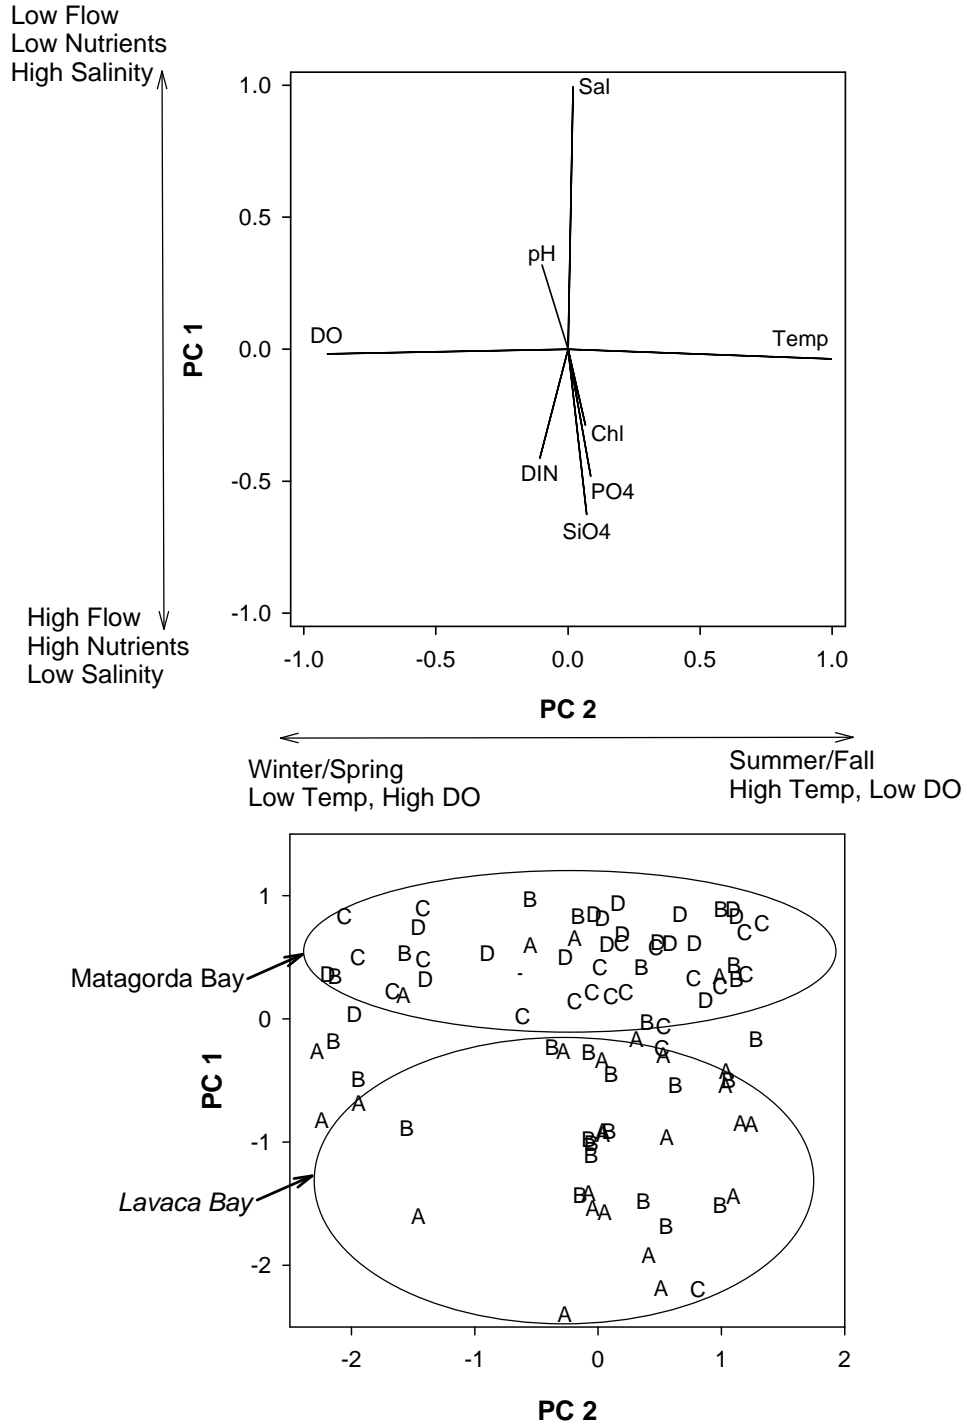 Low Flow
Low Nutrients
High Salinity
1.0
Sal
0.5
pH
DO
0.0
Temp
PC 1
Chl
DIN
-0.5
PO4
SiO4
High Flow
-1.0
High Nutrients
Low Salinity
-1.0 -0.5 0.0 0.5 1.0
PC 2
Winter/Spring
Low Temp, High DO
Summer/Fall
High Temp, Low DO
1
Matagorda Bay
0
PC 1
-1
Lavaca Bay
-2
-2 -1 0 1 2
PC 2